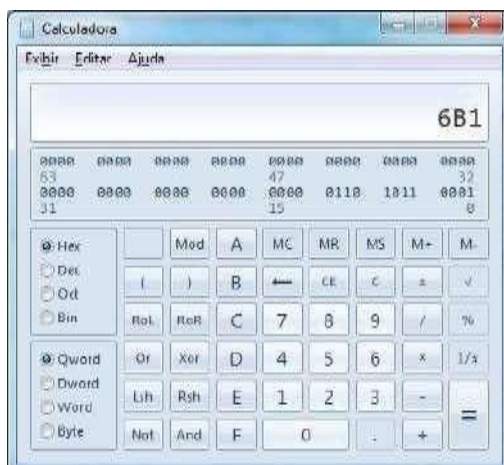 Calculadora
Exibir Editar Ajuda
6B1
0000 0000 0000 0000 0000 0000 0000 0000
63 47 32
0000 0000 0000 0000 0000 0110 1011 0001
31 15 0
Hex Mod A MC MR MS M+ M-
Dec ( ) B ← CE C ± √
Oct
Bin RoL RoR C 7 8 9 / %
Qword Or Xor D 4 5 6 * 1/x
Dword Lsh Rsh E 1 2 3 - =
Word
Byte Not And F 0 . +